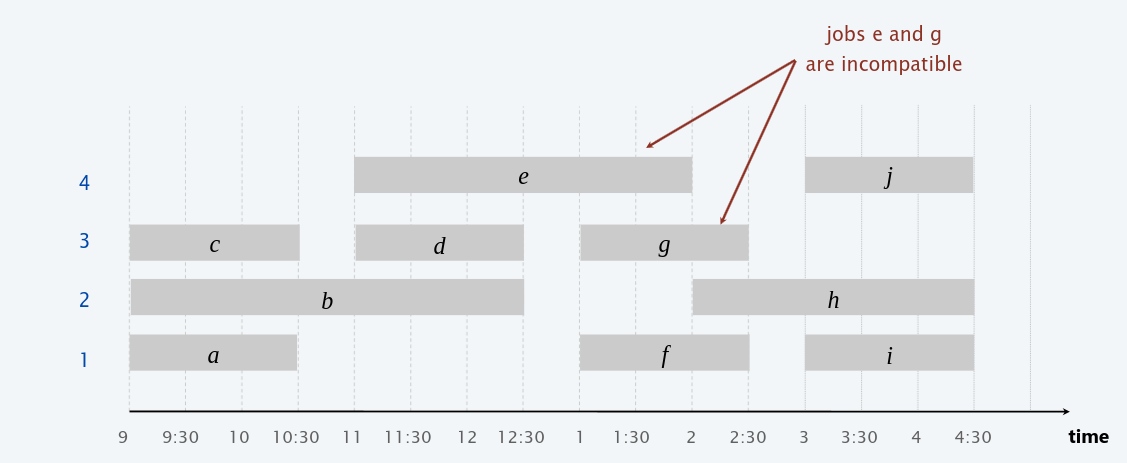 jobs e and g
are incompatible
4
e
j
3
c
d
g
2
b
h
1
a
f
i
9 9:30 10 10:30 11 11:30 12 12:30 1 1:30 2 2:30 3 3:30 4 4:30 time